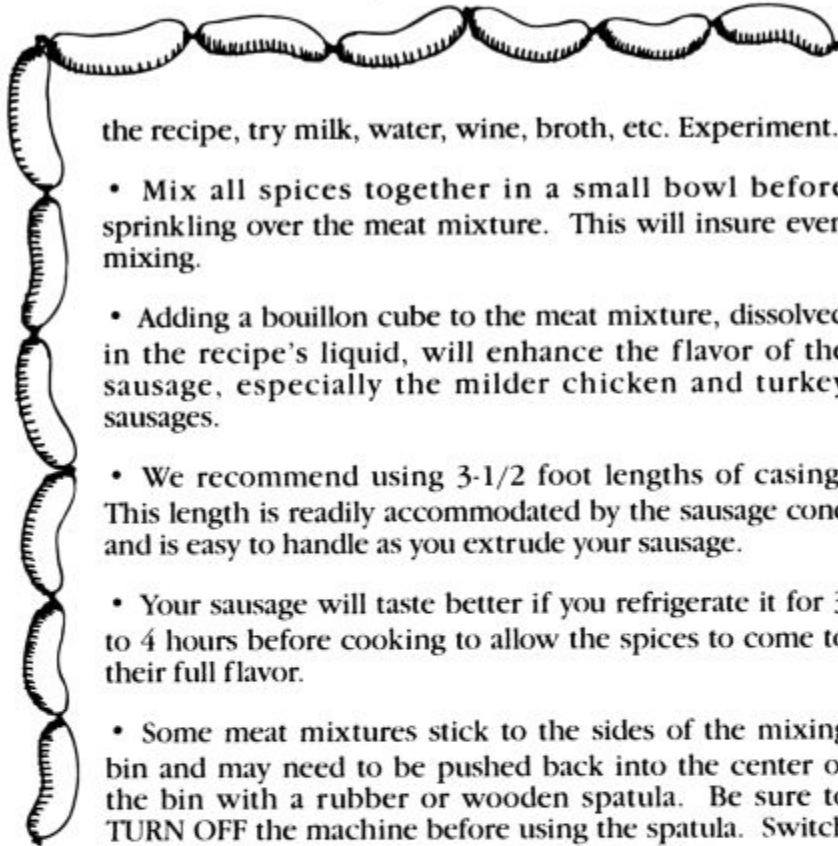 the recipe, try milk, water, wine, broth, etc. Experiment.
• Mix all spices together in a small bowl before
sprinkling over the meat mixture. This will insure even
mixing.
• Adding a bouillon cube to the meat mixture, dissolved
in the recipe's liquid, will enhance the flavor of the
sausage, especially the milder chicken and turkey
sausages.
• We recommend using 3-1/2 foot lengths of casing
This length is readily accommodated by the sausage cone
and is easy to handle as you extrude your sausage.
• Your sausage will taste better if you refrigerate it for
to 4 hours before cooking to allow the spices to come to
their full flavor.
• Some meat mixtures stick to the sides of the mixing
bin and may need to be pushed back into the center of
the bin with a rubber or wooden spatula. Be sure to
TURN OFF the machine before using the spatula. Switch